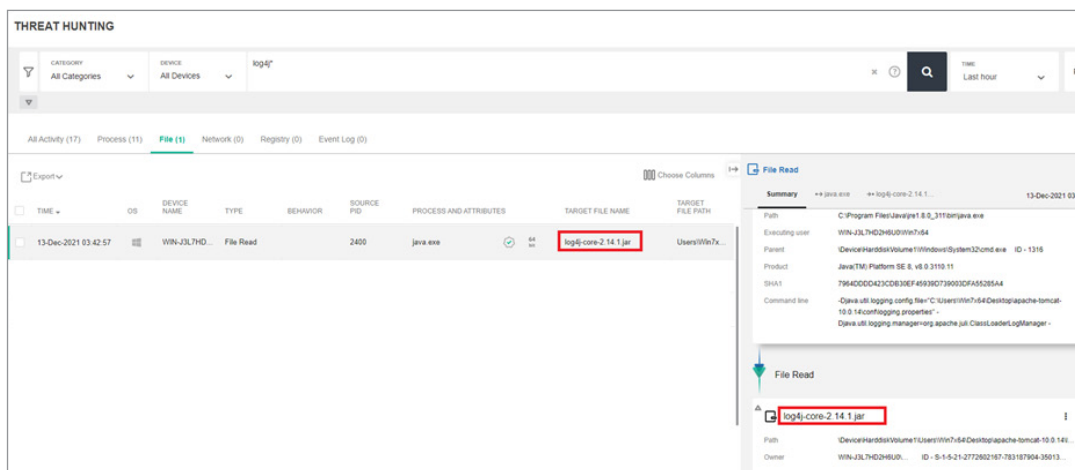 THREAT HUNTING
CATEGORY
All Categories
DEVICE
All Devices
log4j*
TIME
Last hour
All Activity (17) Process (11) File (1) Network (0) Registry (0) Event Log (0)
Export
Choose Columns
TIME OS DEVICE NAME TYPE BEHAVIOR SOURCE PID PROCESS AND ATTRIBUTES TARGET FILE NAME TARGET FILE PATH
13-Dec-2021 03:42:57 WIN-J3L7HD... File Read 2400 java.exe 64 log4j-core-2.14.1.jar Users\Win7x...
File Read
Summary java.exe log4j-core-2.14.1... 13-Dec-2021 03
Path C:\Program Files\Java\jre1.8.0_311\bin\java.exe
Executing user WIN-J3L7HD2H6U0\Win7x64
Parent \Device\HarddiskVolume1\Windows\System32\cmd.exe ID - 1316
Product Java(TM) Platform SE 8, v8.0.3110.11
SHA1 7964DDDD423CDB30EF45939D739003DFA55285A4
Command line -Djava.util.logging.config.file="C:\Users\Win7x64\Desktop\apache-tomcat-
10.0.14\conf\logging.properties" -
Djava.util.logging.manager=org.apache.juli.ClassLoaderLogManager -
File Read
log4j-core-2.14.1.jar
Path \Device\HarddiskVolume1\Users\Win7x64\Desktop\apache-tomcat-10.0.14\l...
Owner WIN-J3L7HD2H6U0\... ID - S-1-5-21-2772602167-783187904-35013...